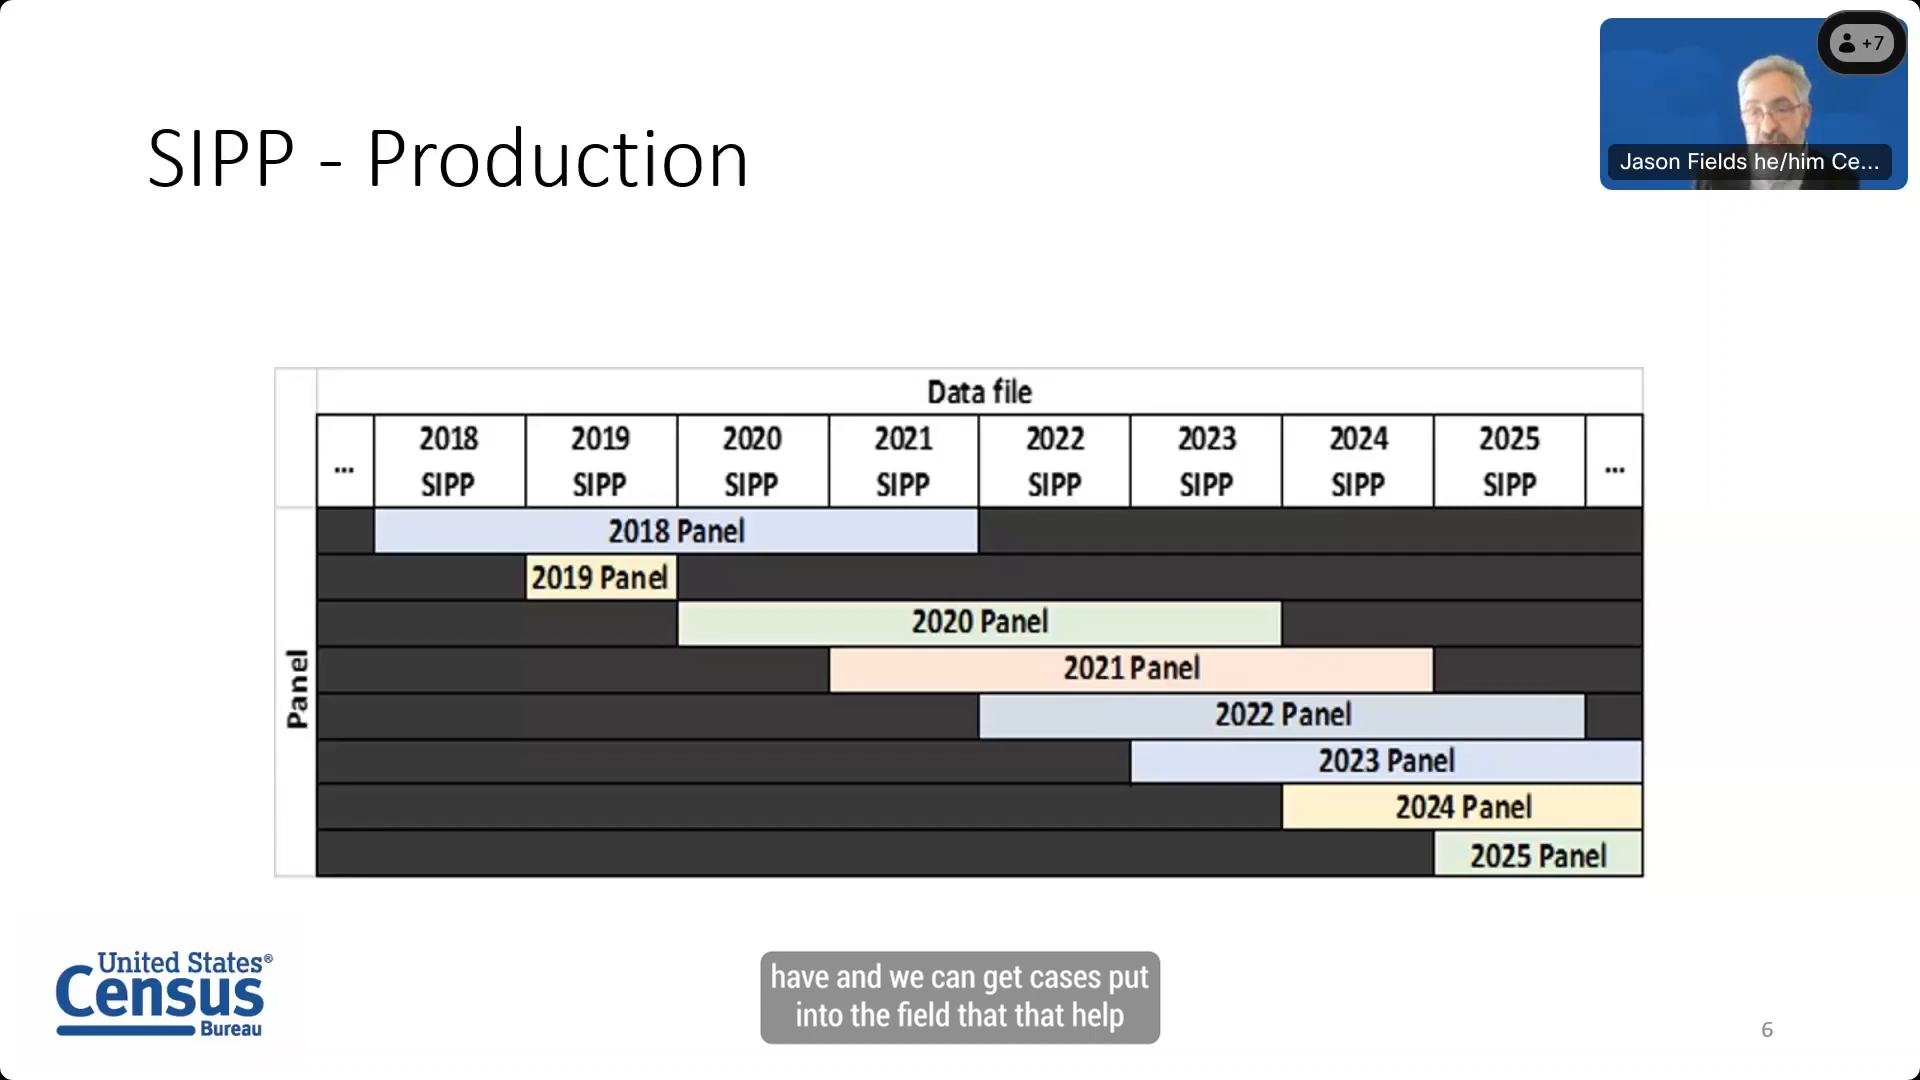 +7
Jason Fields he/him Ce...
SIPP - Production
Data file
... 2018 SIPP 2019 SIPP 2020 SIPP 2021 SIPP 2022 SIPP 2023 SIPP 2024 SIPP 2025 SIPP ...
Panel
2018 Panel
2019 Panel
2020 Panel
2021 Panel
2022 Panel
2023 Panel
2024 Panel
2025 Panel
United States®
Census
Bureau
have and we can get cases put
into the field that that help
6